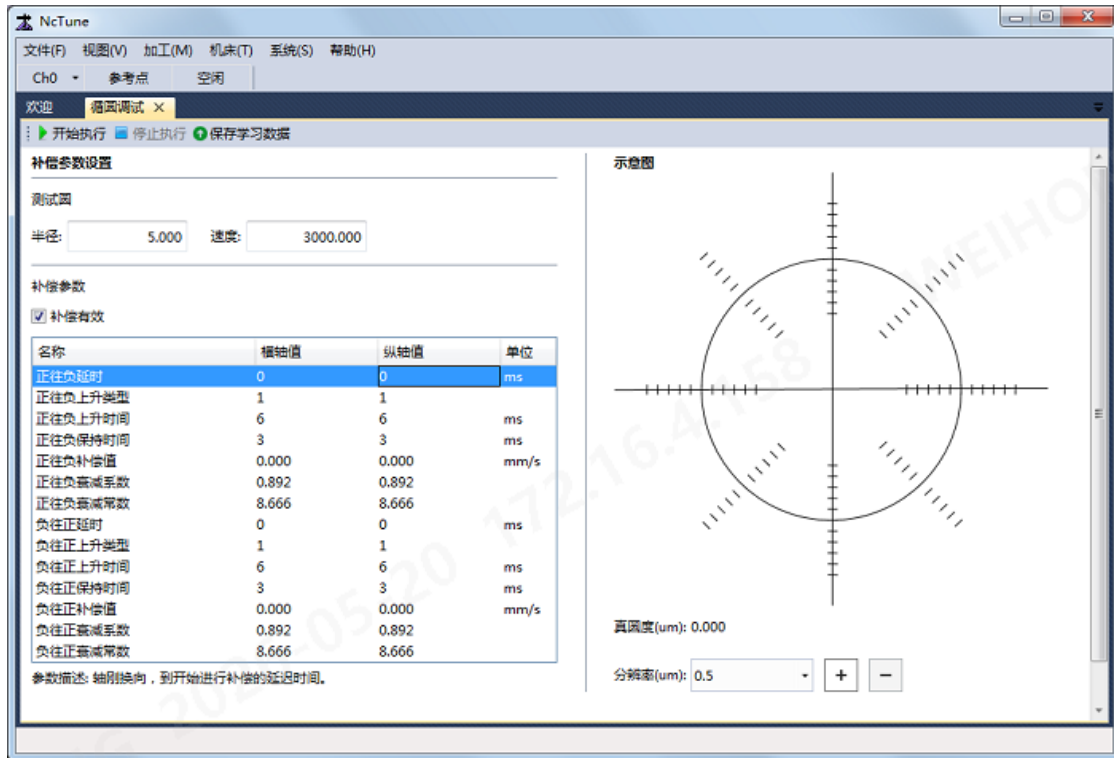 NcTune
文件(F) 视图(V) 加工(M) 机床(T) 系统(S) 帮助(H)
Ch0 参考点 空闲
欢迎 循圆调试
开始执行 停止执行 保存学习数据
补偿参数设置
测试圆
半径: 5.000 速度: 3000.000
补偿参数
补偿有效
名称 横轴值 纵轴值 单位
正往负延时 0 0 ms
正往负上升类型 1 1
正往负上升时间 6 6 ms
正往负保持时间 3 3 ms
正往负补偿值 0.000 0.000 mm/s
正往负衰减系数 0.892 0.892
正往负衰减常数 8.666 8.666
负往正延时 0 0 ms
负往正上升类型 1 1
负往正上升时间 6 6 ms
负往正保持时间 3 3 ms
负往正补偿值 0.000 0.000 mm/s
负往正衰减系数 0.892 0.892
负往正衰减常数 8.666 8.666
参数描述: 轴刚换向，到开始进行补偿的延迟时间。
示意图
真圆度(um): 0.000
分辨率(um): 0.5 + −
172.16.4.158